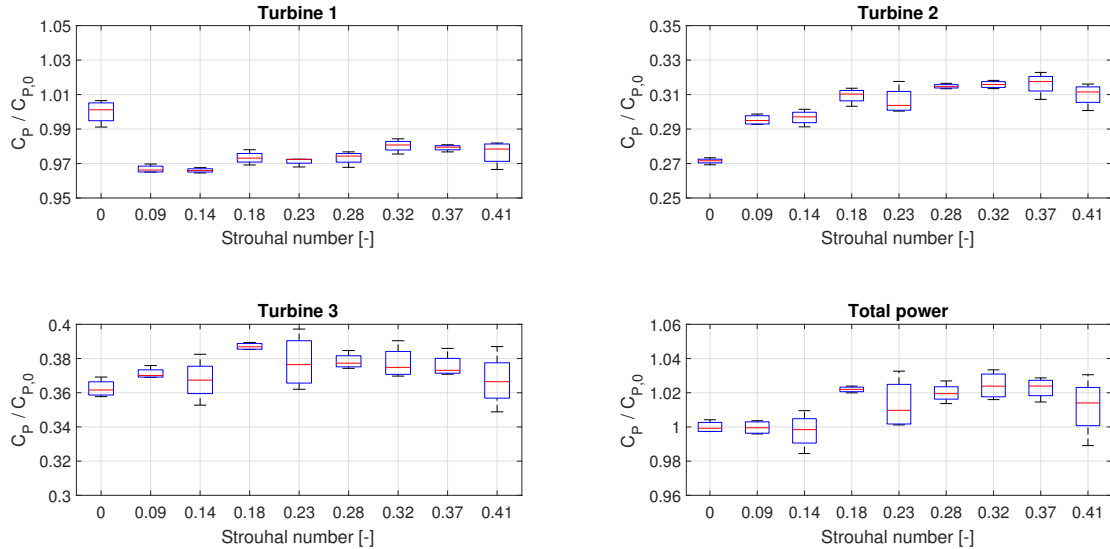 Turbine 1
1.05
1.03
1.01
0.99
0.97
0.95
C_P / C_{P,0}
0 0.09 0.14 0.18 0.23 0.28 0.32 0.37 0.41
Strouhal number [-]
Turbine 2
0.35
0.33
0.31
0.29
0.27
0.25
C_P / C_{P,0}
0 0.09 0.14 0.18 0.23 0.28 0.32 0.37 0.41
Strouhal number [-]
Turbine 3
0.4
0.38
0.36
0.34
0.32
0.3
C_P / C_{P,0}
0 0.09 0.14 0.18 0.23 0.28 0.32 0.37 0.41
Strouhal number [-]
Total power
1.06
1.04
1.02
1
0.98
0.96
C_P / C_{P,0}
0 0.09 0.14 0.18 0.23 0.28 0.32 0.37 0.41
Strouhal number [-]